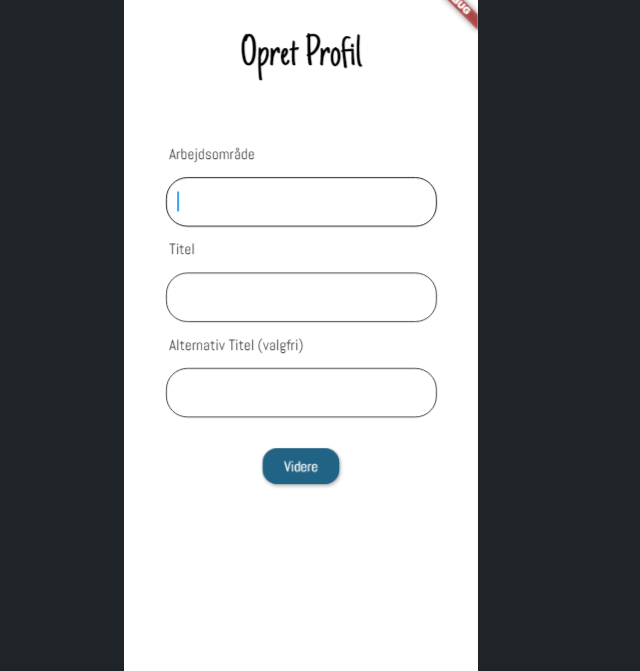 Opret Profil
Arbejdsområde
Titel
Alternativ Titel (valgfri)
Videre